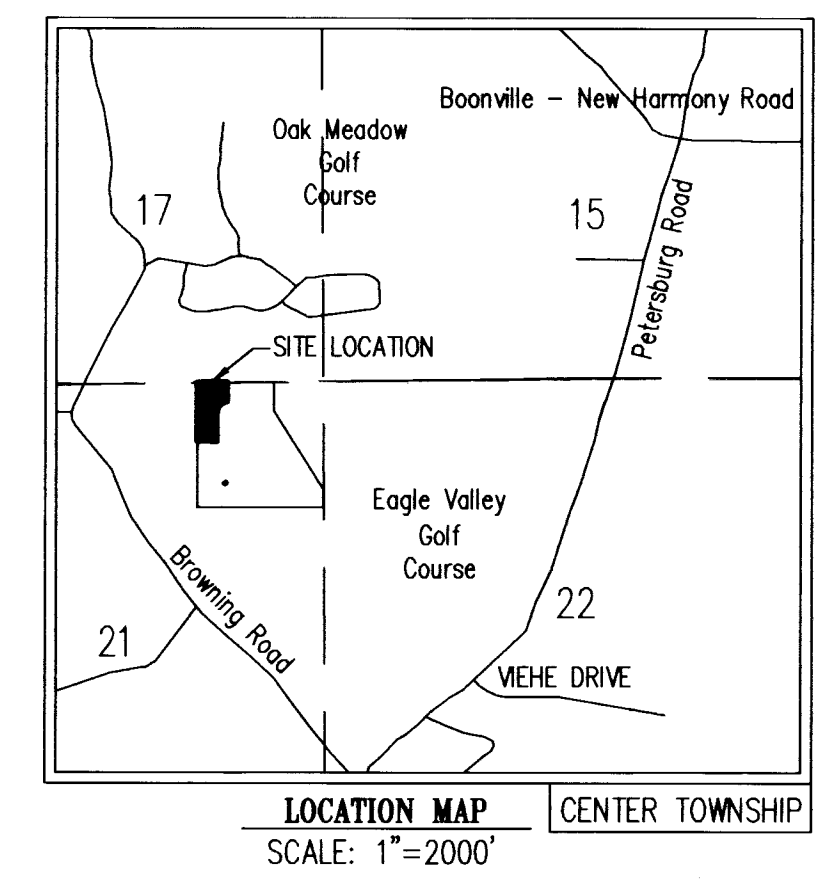 Boonville - New Harmony Road
Oak Meadow
Golf
Course
17
15
Petersburg Road
SITE LOCATION
Eagle Valley
Golf
Course
Browning Road
22
21
VIEHE DRIVE
LOCATION MAP
CENTER TOWNSHIP
SCALE: 1"=2000'